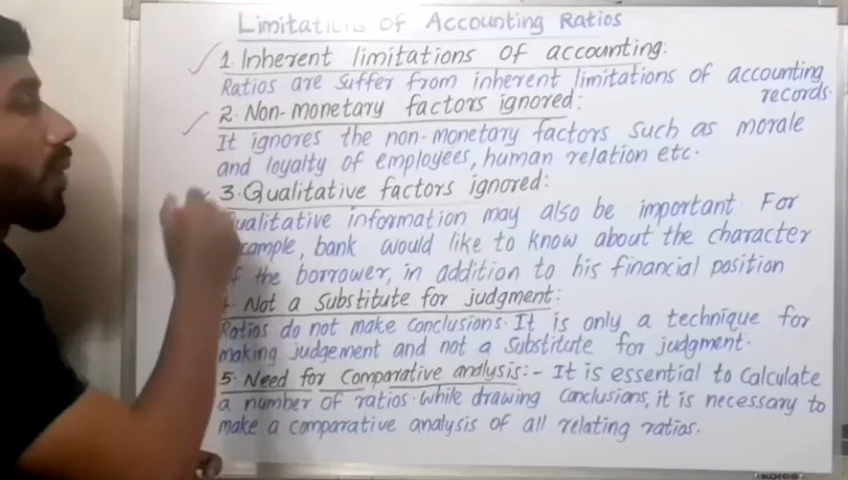 Limitations of Accounting Ratios
1. Inherent limitations of accounting:
Ratios are suffer from inherent limitations of accounting
records.
2. Non-monetary factors ignored:
It ignores the non-monetary factors such as morale
and loyalty of employees, human relation etc.
3. Qualitative factors ignored:
Qualitative information may also be important For
example, bank would like to know about the character
of the borrower, in addition to his financial position
4. Not a substitute for judgment:
Ratios do not make conclusions. It is only a technique for
making judgement and not a substitute for judgment.
5. Need for comparative analysis:- It is essential to calculate
a number of ratios. while drawing conclusions, it is necessary to
make a comparative analysis of all relating ratios.